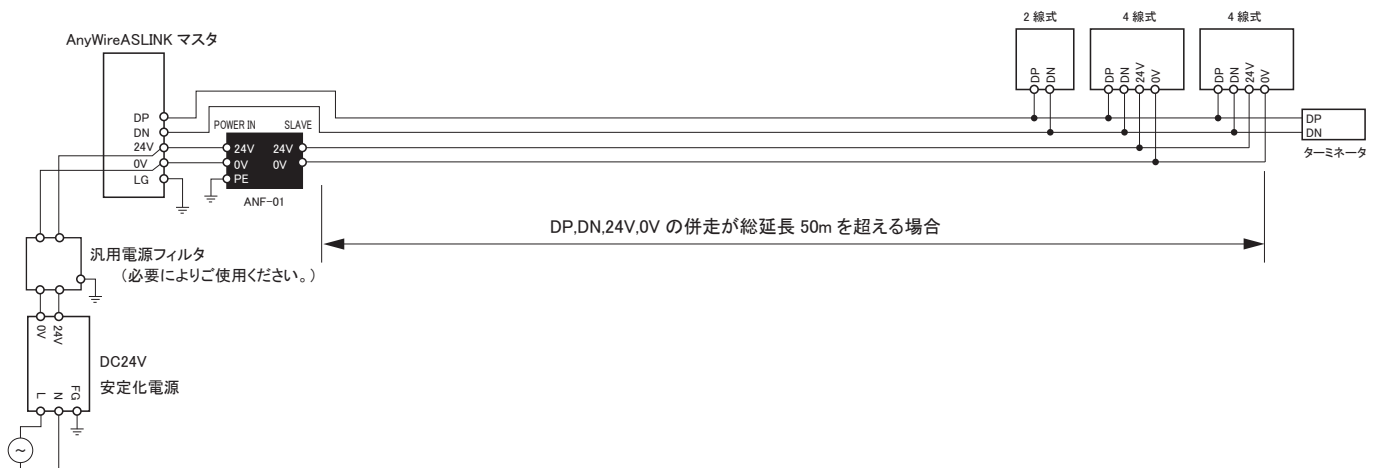 2 線式
4 線式
4 線式
AnyWireASLINK マスタ
DP
DN
DP
DN
24V
0V
DP
DN
24V
0V
DP
DN
24V
0V
LG
POWER IN
SLAVE
24V
24V
0V
0V
PE
ANF-01
DP
DN
ターミネータ
DP,DN,24V,0V の併走が総延長 50m を超える場合
汎用電源フィルタ
（必要によりご使用ください。）
0V
24V
DC24V
安定化電源
L
N
FG
~